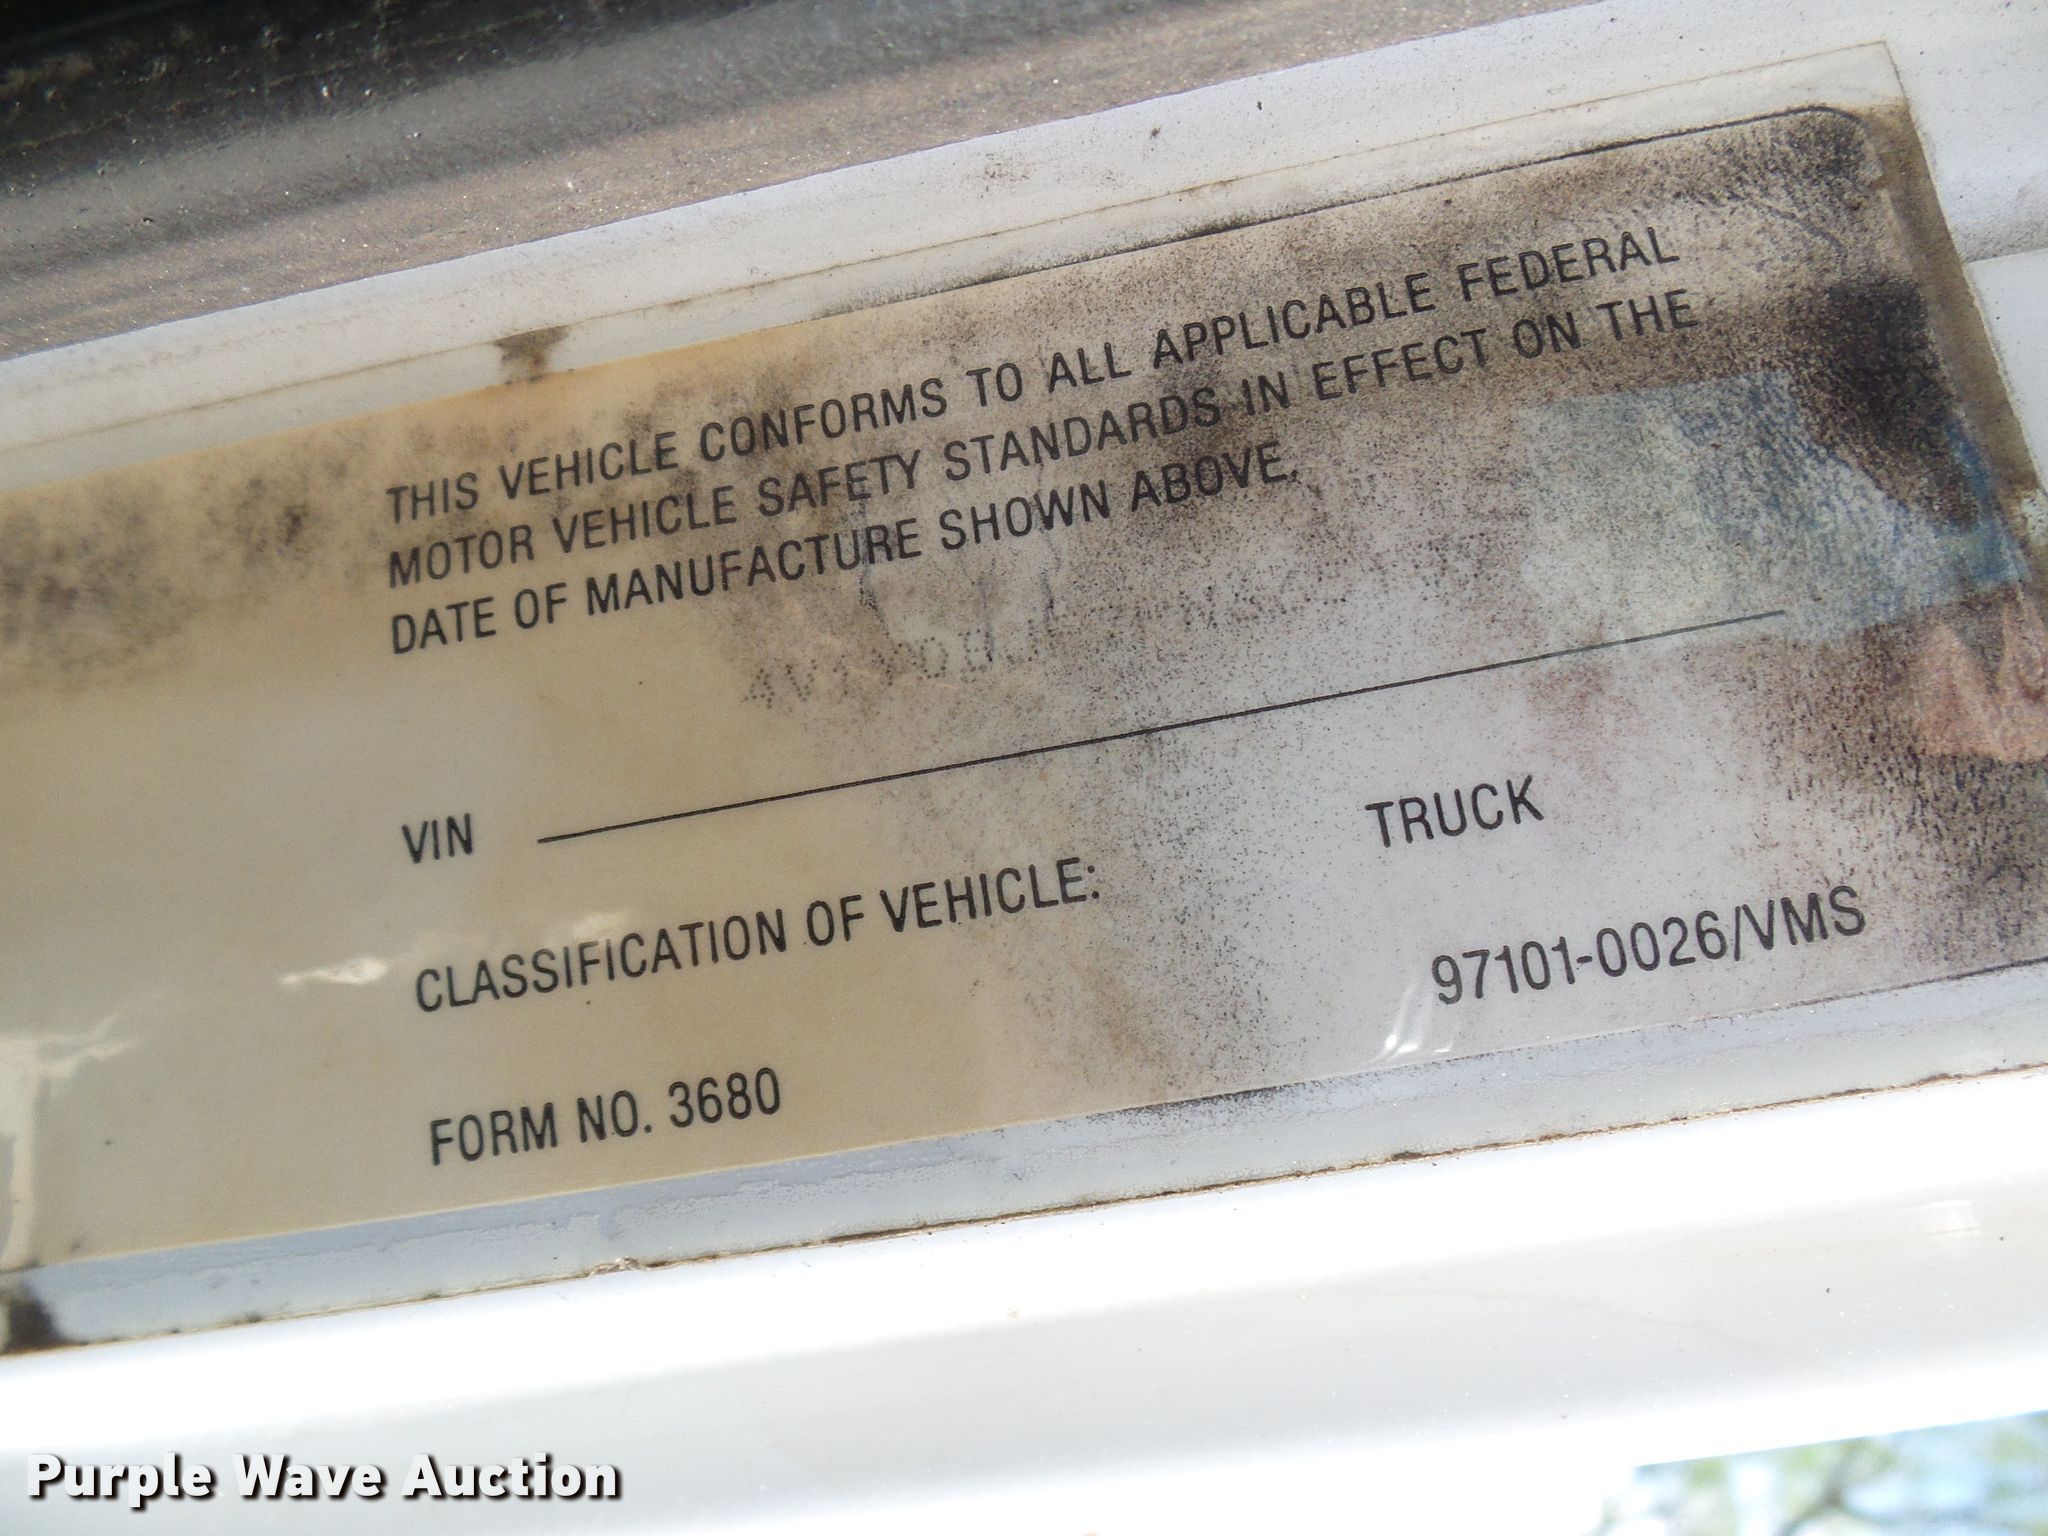 THIS VEHICLE CONFORMS TO ALL APPLICABLE FEDERAL
MOTOR VEHICLE SAFETY STANDARDS IN EFFECT ON THE
DATE OF MANUFACTURE SHOWN ABOVE.
VIN
CLASSIFICATION OF VEHICLE: TRUCK
FORM NO. 3680 97101-0026/VMS
Purple Wave Auction